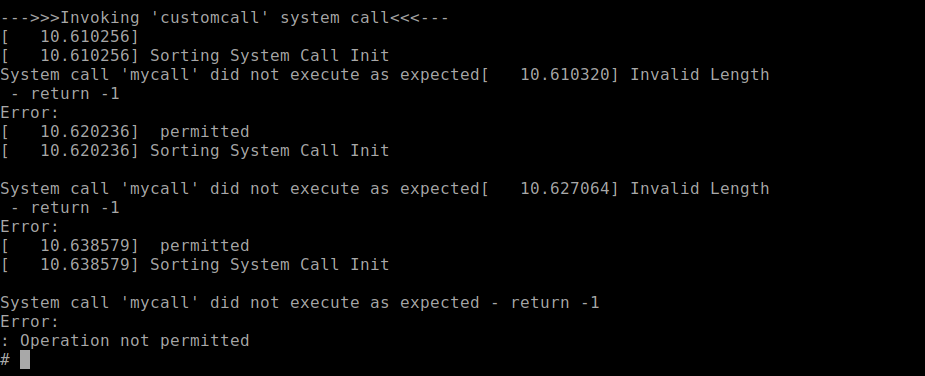 --->>>Invoking 'customcall' system call<<<---
[   10.610256]
[   10.610256] Sorting System Call Init
System call 'mycall' did not execute as expected[   10.610320] Invalid Length
 - return -1
Error:
[   10.620236]  permitted
[   10.620236] Sorting System Call Init
System call 'mycall' did not execute as expected[   10.627064] Invalid Length
 - return -1
Error:
[   10.638579]  permitted
[   10.638579] Sorting System Call Init
System call 'mycall' did not execute as expected - return -1
Error:
: Operation not permitted
#